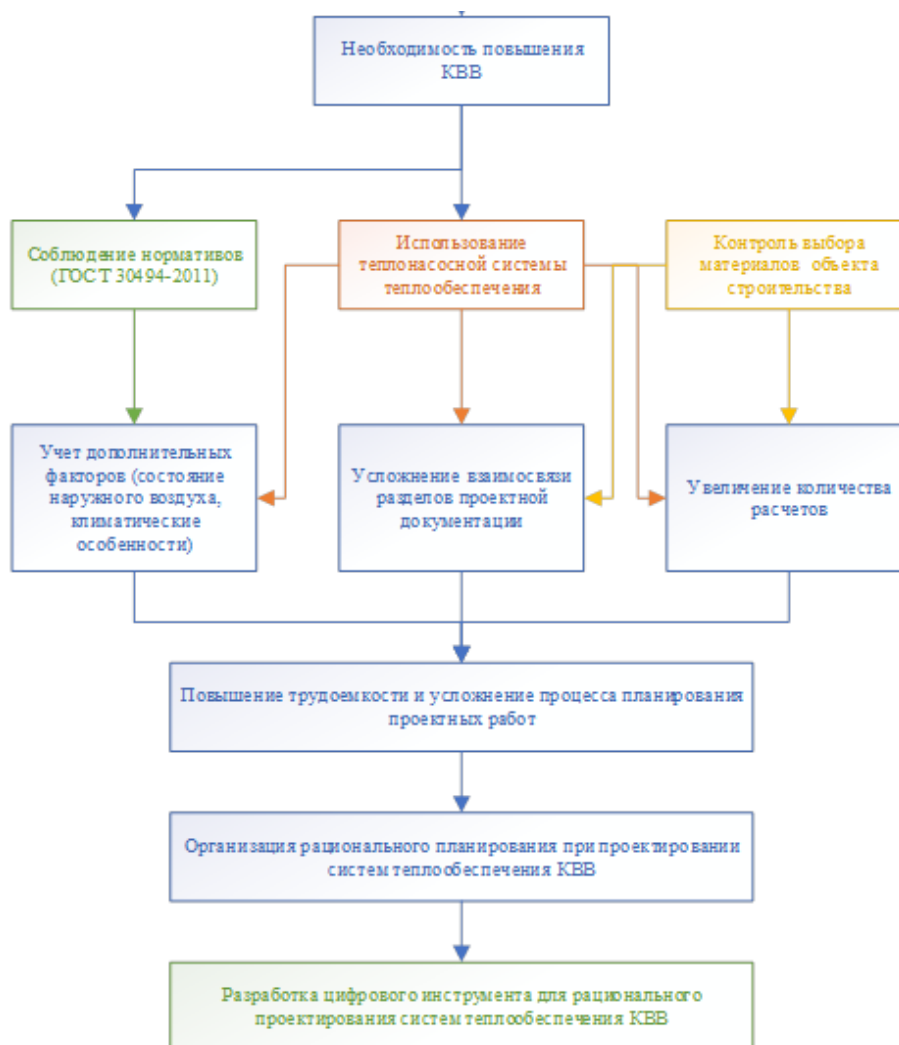 Необходимость повышения
КВВ
Соблюдение нормативов
(ГОСТ 30494-2011)
Использование
теплонасосной системы
теплообеспечения
Контроль выбора
материалов объекта
строительства
Учет дополнительных
факторов (состояние
наружного воздуха,
климатические
особенности)
Усложнение взаимосвязи
разделов проектной
документации
Увеличение количества
расчетов
Повышение трудоемкости и усложнение процесса планирования
проектных работ
Организация рационального планирования при проектировании
систем теплообеспечения КВВ
Разработка цифрового инструмента для рационального
проектирования систем теплообеспечения КВВ